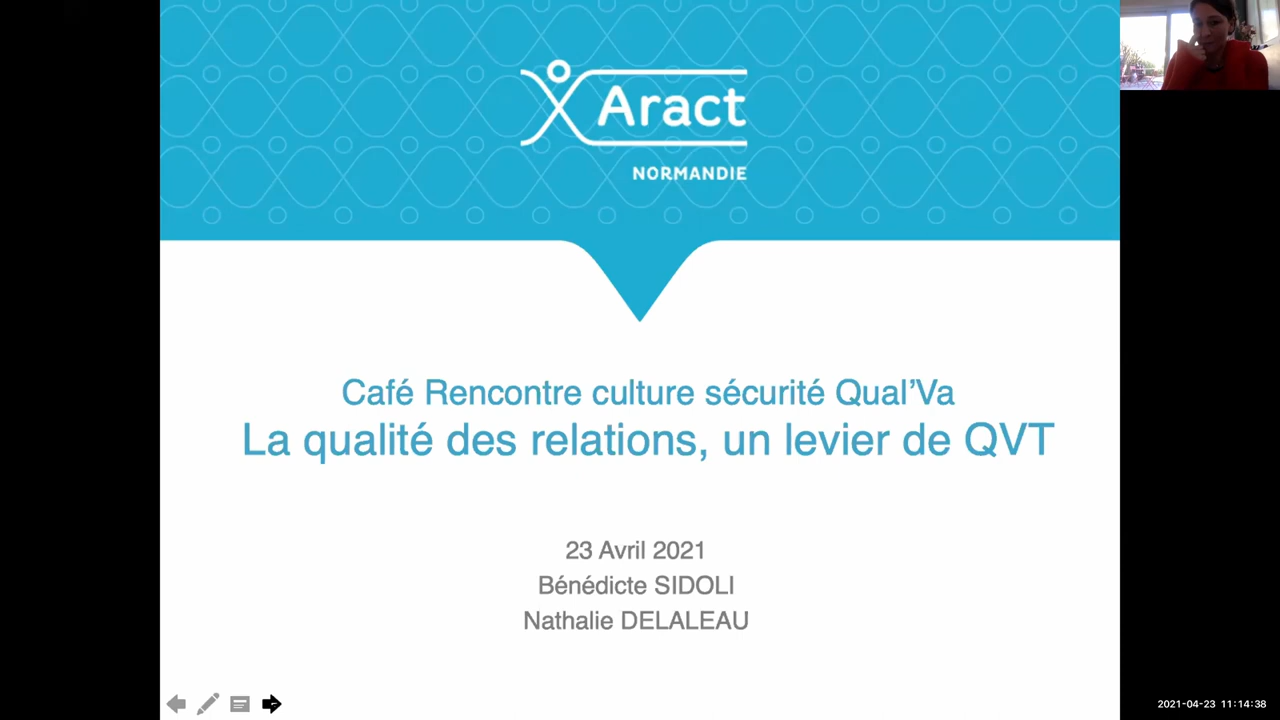 Aract
NORMANDIE
Café Rencontre culture sécurité Qual’Va
La qualité des relations, un levier de QVT
23 Avril 2021
Bénédicte SIDOLI
Nathalie DELALEAU
2021-04-23 11:14:38